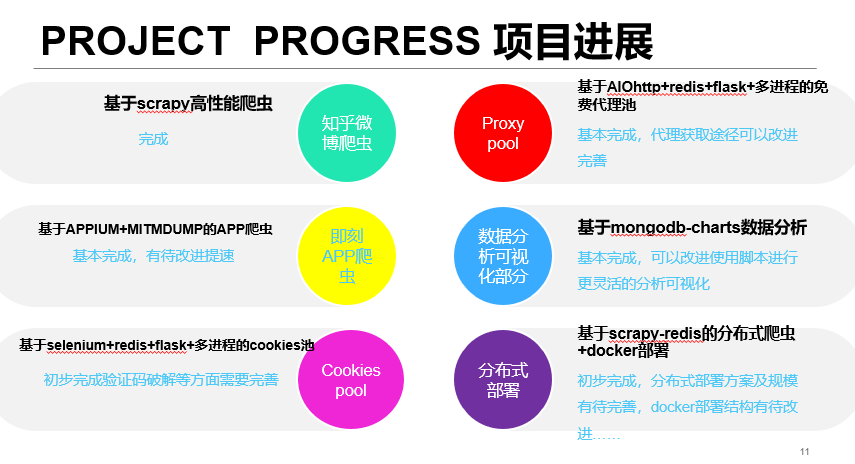 PROJECT  PROGRESS 项目进展
基于scrapy高性能爬虫
完成
知乎微
博爬虫
Proxy
pool
基于AIOhttp+redis+flask+多进程的免
费代理池
基本完成，代理获取途径可以改进
完善
基于APPIUM+MITMDUMP的APP爬虫
基本完成，有待改进提速
即刻
APP爬
虫
数据分
析可视
化部分
基于mongodb-charts数据分析
基本完成，可以改进使用脚本进行
更灵活的分析可视化
基于selenium+redis+flask+多进程的cookies池
初步完成验证码破解等方面需要完善
Cookies
pool
分布式
部署
基于scrapy-redis的分布式爬虫
+docker部署
初步完成，分布式部署方案及规模
有待完善，docker部署结构有待改
进……
11